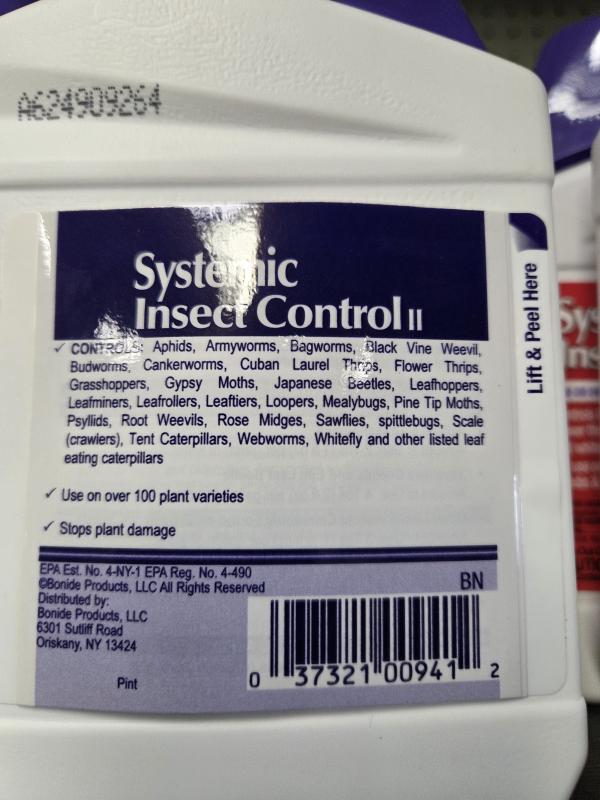 A624909264
Systemic
Insect Control II
✓ CONTROLS: Aphids, Armyworms, Bagworms, Black Vine Weevil,
Budworms, Cankerworms, Cuban Laurel Thrips, Flower Thrips,
Grasshoppers, Gypsy Moths, Japanese Beetles, Leafhoppers,
Leafminers, Leafrollers, Leaftiers, Loopers, Mealybugs, Pine Tip Moths,
Psyllids, Root Weevils, Rose Midges, Sawflies, spittlebugs, Scale
(crawlers), Tent Caterpillars, Webworms, Whitefly and other listed leaf
eating caterpillars
✓ Use on over 100 plant varieties
✓ Stops plant damage
EPA Est. No. 4-NY-1 EPA Reg. No. 4-490
©Bonide Products, LLC All Rights Reserved
Distributed by:
Bonide Products, LLC
6301 Sutliff Road
Oriskany, NY 13424
Pint
BN
0 37321 00941 2
Lift & Peel Here
Sys
Ins